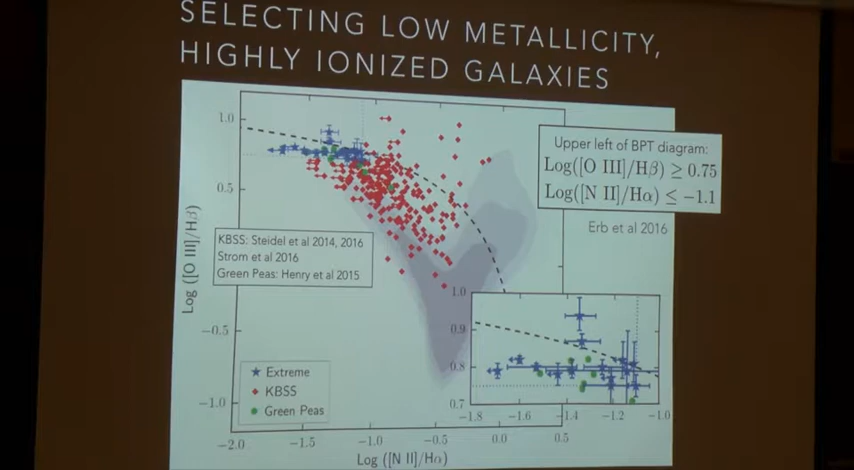 SELECTING LOW METALLICITY,
HIGHLY IONIZED GALAXIES
Upper left of BPT diagram:
Log([O III]/Hβ) ≥ 0.75
Log([N II]/Hα) ≤ −1.1
Erb et al 2016
1.0
0.5
−0.5
−1.0
Log ([O III]/Hβ)
KBSS: Steidel et al 2014, 2016
Strom et al 2016
Green Peas: Henry et al 2015
Extreme
KBSS
Green Peas
−2.0 −1.5 −1.0 −0.5 0.0 0.5
Log ([N II]/Hα)
1.0
0.9
0.8
0.7
−1.8 −1.6 −1.4 −1.2 −1.0